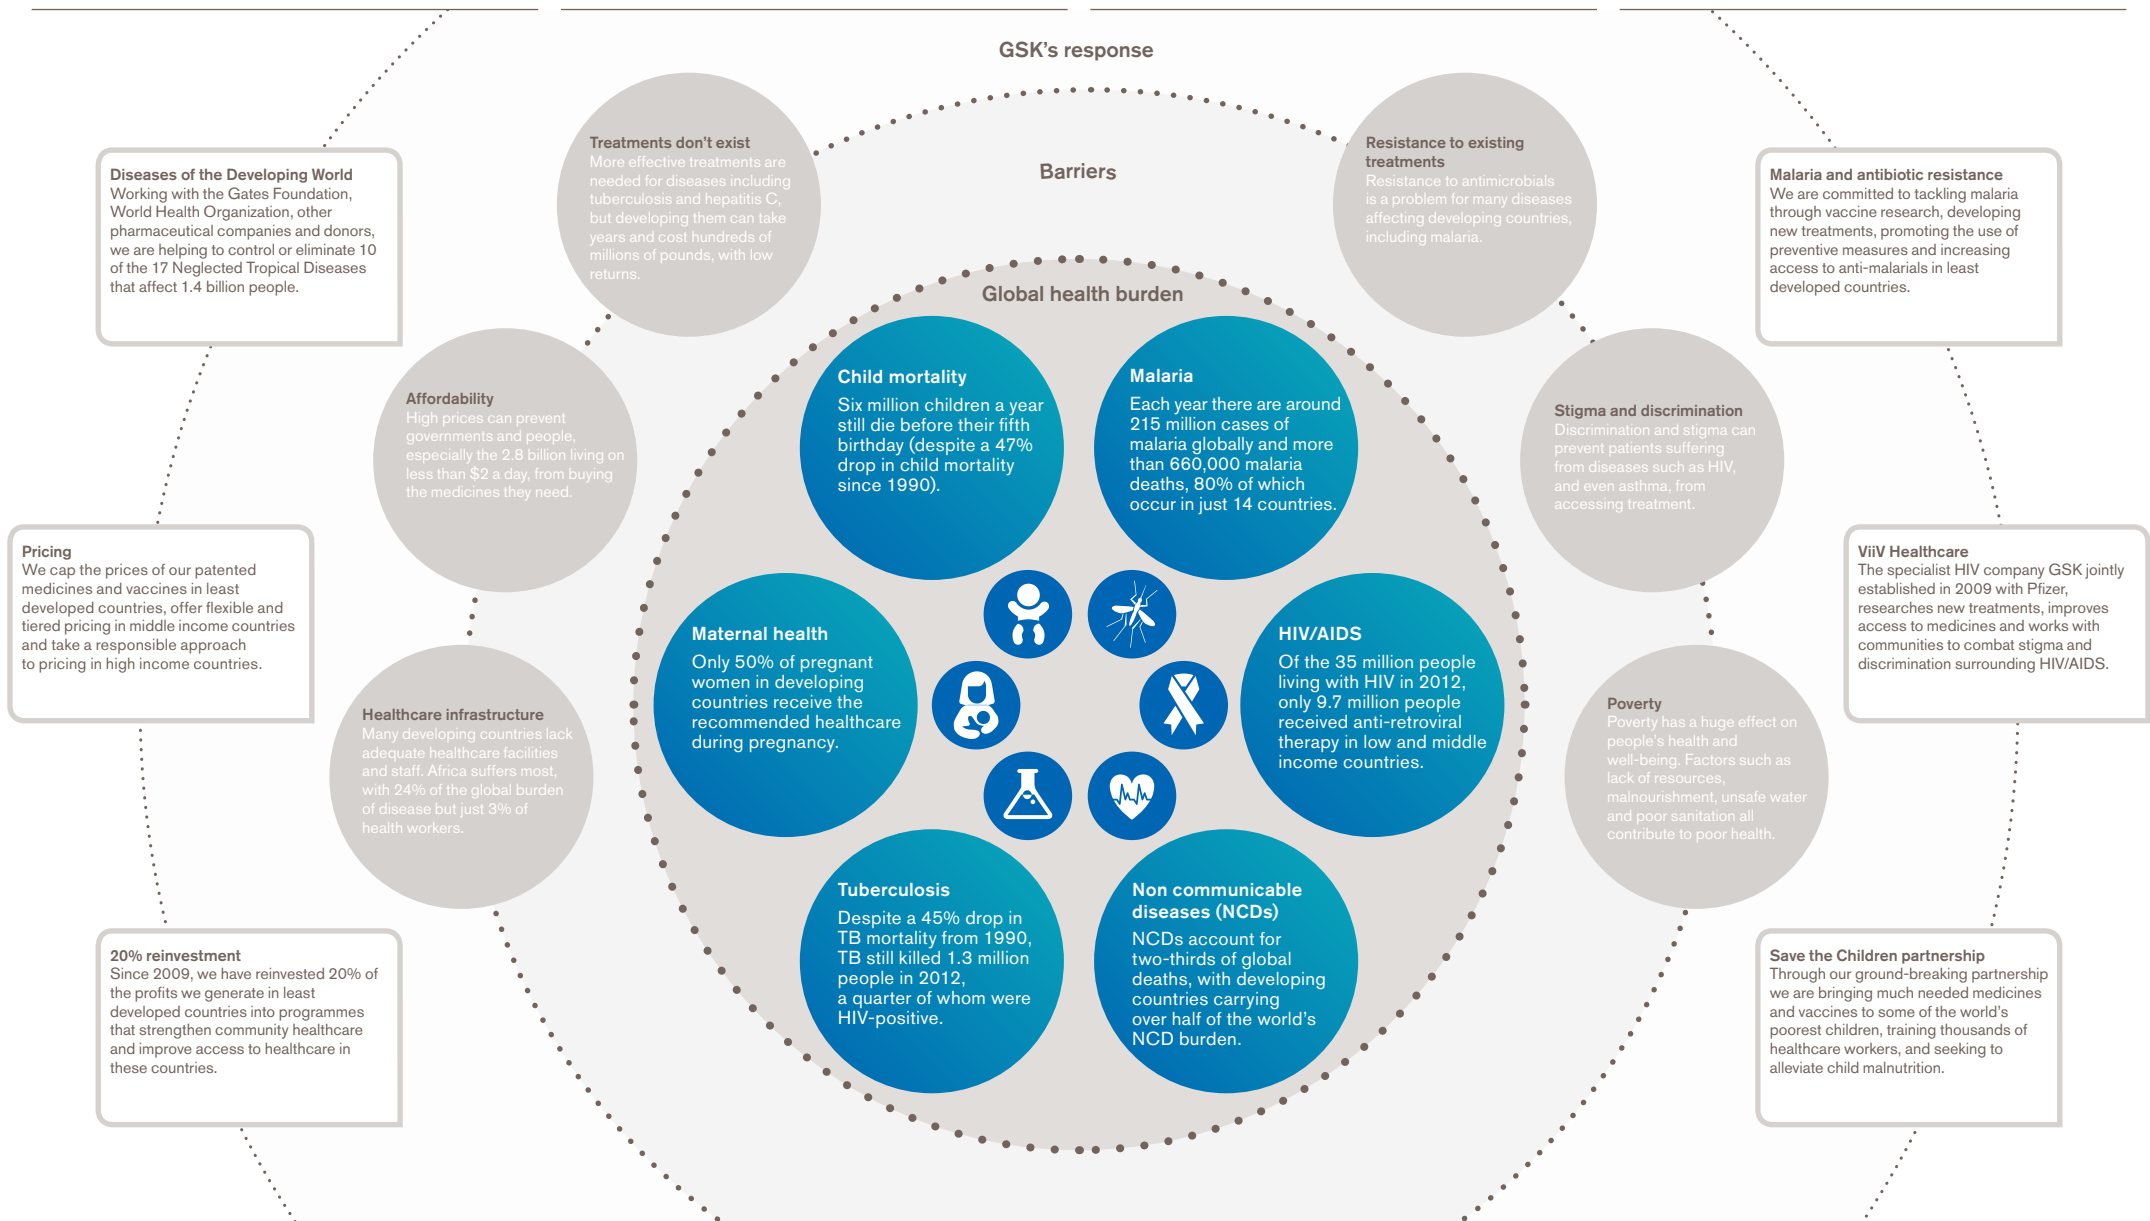 GSK’s response
Barriers
Global health burden
Diseases of the Developing World
Working with the Gates Foundation,
World Health Organization, other
pharmaceutical companies and donors,
we are helping to control or eliminate 10
of the 17 Neglected Tropical Diseases
that affect 1.4 billion people.
Pricing
We cap the prices of our patented
medicines and vaccines in least
developed countries, offer flexible and
tiered pricing in middle income countries
and take a responsible approach
to pricing in high income countries.
20% reinvestment
Since 2009, we have reinvested 20% of
the profits we generate in least
developed countries into programmes
that strengthen community healthcare
and improve access to healthcare in
these countries.
Treatments don’t exist
More effective treatments are
needed for diseases including
tuberculosis and hepatitis C,
but developing them can take
years and cost hundreds of
millions of pounds, with low
returns.
Affordability
High prices can prevent
governments and people,
especially the 2.8 billion living on
less than $2 a day, from buying
the medicines they need.
Healthcare infrastructure
Many developing countries lack
adequate healthcare facilities
and staff. Africa suffers most,
with 24% of the global burden
of disease but just 3% of
health workers.
Child mortality
Six million children a year
still die before their fifth
birthday (despite a 47%
drop in child mortality
since 1990).
Malaria
Each year there are around
215 million cases of
malaria globally and more
than 660,000 malaria
deaths, 80% of which
occur in just 14 countries.
Maternal health
Only 50% of pregnant
women in developing
countries receive the
recommended healthcare
during pregnancy.
HIV/AIDS
Of the 35 million people
living with HIV in 2012,
only 9.7 million people
received anti-retroviral
therapy in low and middle
income countries.
Tuberculosis
Despite a 45% drop in
TB mortality from 1990,
TB still killed 1.3 million
people in 2012,
a quarter of whom were
HIV-positive.
Non communicable
diseases (NCDs)
NCDs account for
two-thirds of global
deaths, with developing
countries carrying
over half of the world’s
NCD burden.
Resistance to existing
treatments
Resistance to antimicrobials
is a problem for many diseases
affecting developing countries,
including malaria.
Stigma and discrimination
Discrimination and stigma can
prevent patients suffering
from diseases such as HIV,
and even asthma, from
accessing treatment.
Poverty
Poverty has a huge effect on
people’s health and
well-being. Factors such as
lack of resources,
malnourishment, unsafe water
and poor sanitation all
contribute to poor health.
Malaria and antibiotic resistance
We are committed to tackling malaria
through vaccine research, developing
new treatments, promoting the use of
preventive measures and increasing
access to anti-malarials in least
developed countries.
ViiV Healthcare
The specialist HIV company GSK jointly
established in 2009 with Pfizer,
researches new treatments, improves
access to medicines and works with
communities to combat stigma and
discrimination surrounding HIV/AIDS.
Save the Children partnership
Through our ground-breaking partnership
we are bringing much needed medicines
and vaccines to some of the world’s
poorest children, training thousands of
healthcare workers, and seeking to
alleviate child malnutrition.